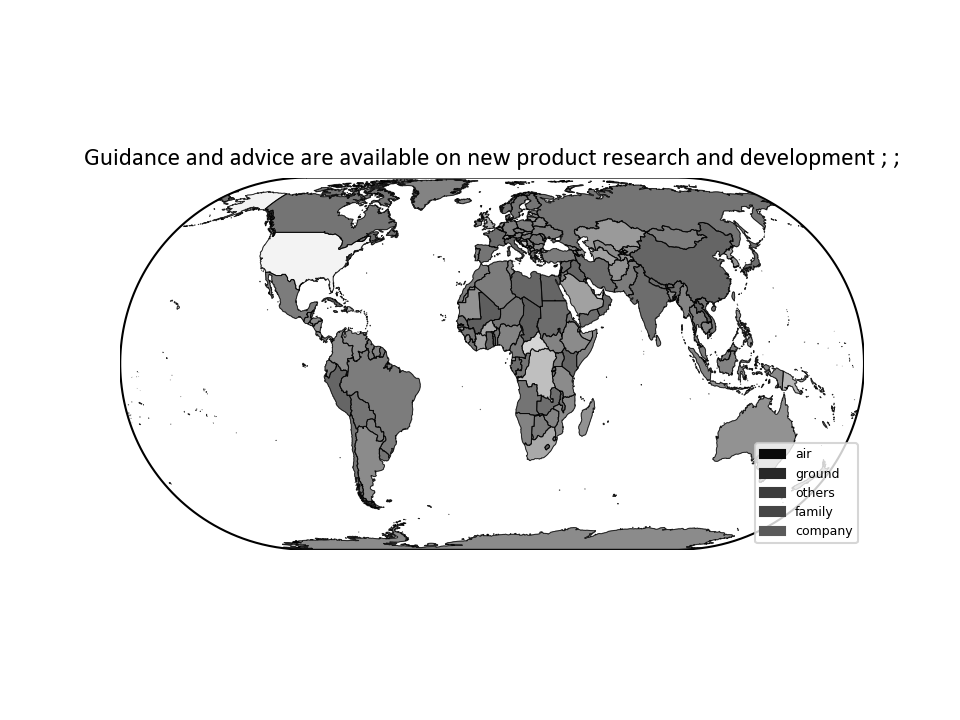 Guidance and advice are available on new product research and development ; ;
air
ground
others
family
company